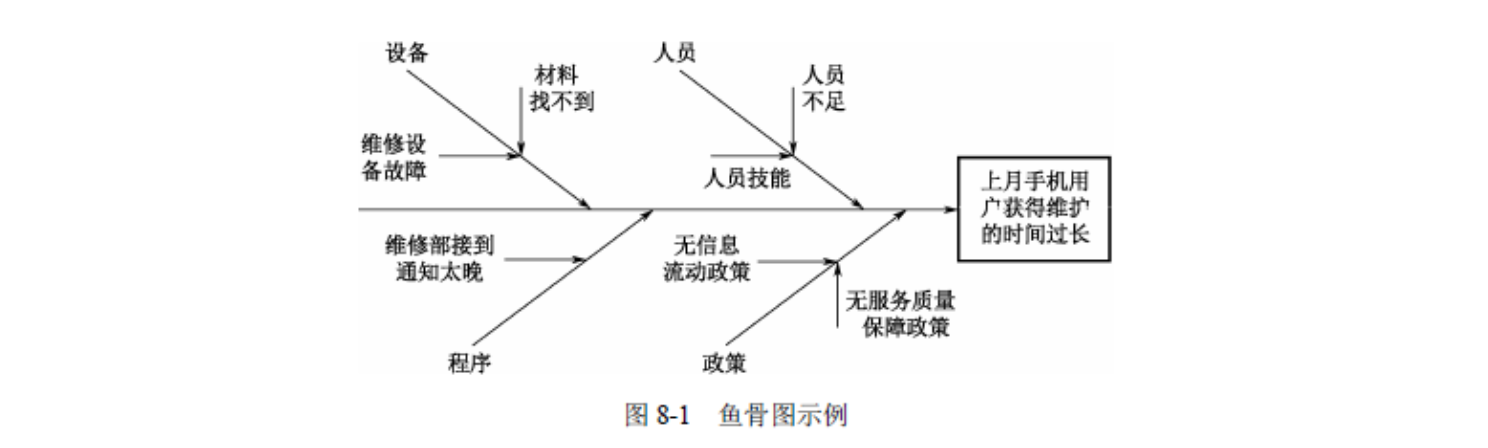 设备
人员
材料
找不到
人员
不足
维修设
备故障
人员技能
上月手机用
户获得维护
的时间过长
维修部接到
通知太晚
无信息
流动政策
无服务质量
保障政策
程序
政策
图 8-1 鱼骨图示例